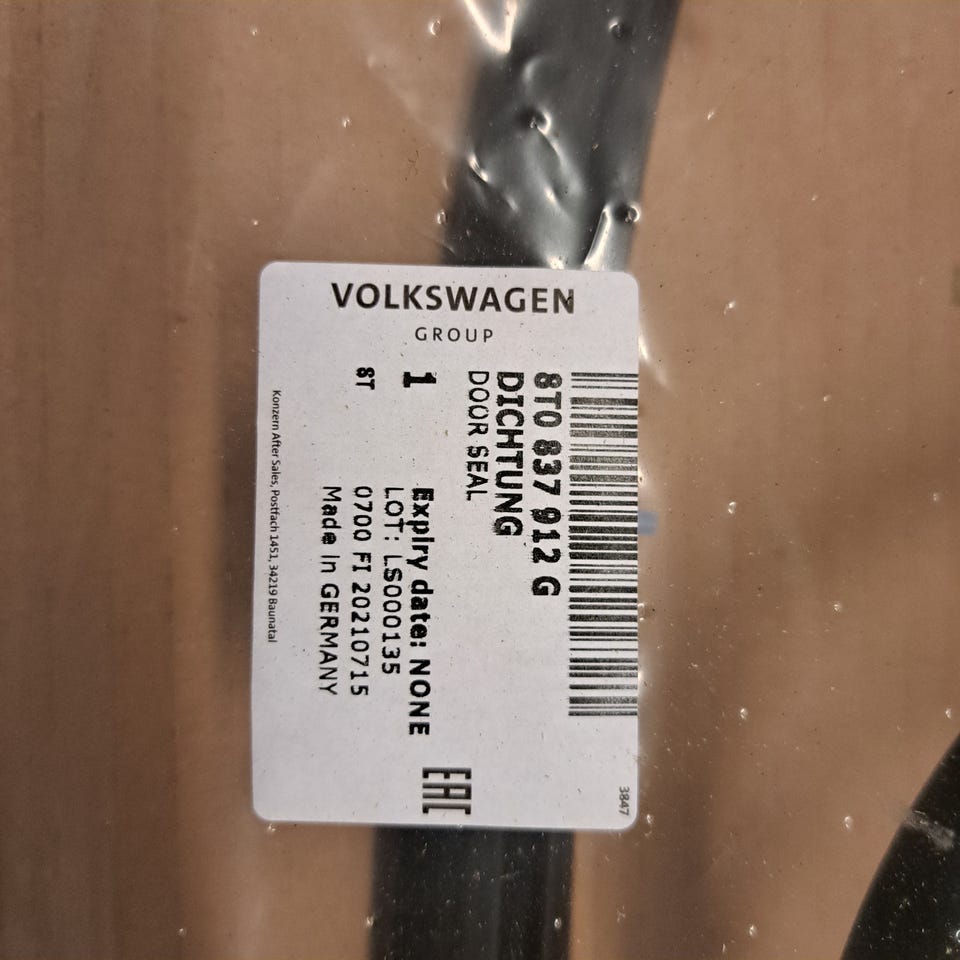 VOLKSWAGEN
GROUP
8T0 837 912 G
DICHTUNG
DOOR SEAL
1
Expiry date: NONE
LOT: LS000135
ST
0700 FI 20210715
Made in GERMANY
Konzern After Sales, Postfach 1451, 34219 Baunatal
EAC
3847